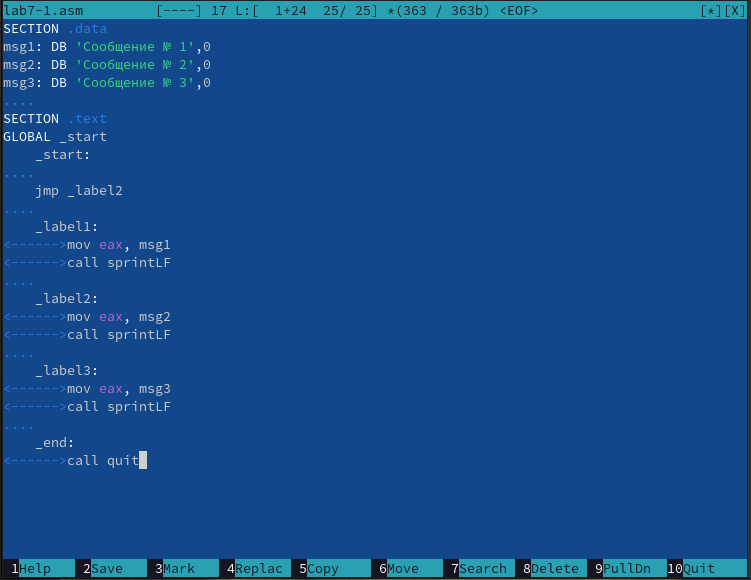 lab7-1.asm [----] 17 L:[ 1+24 25/ 25] *(363 / 363b) <EOF> [*][X]
SECTION .data
msg1: DB 'Сообщение № 1',0
msg2: DB 'Сообщение № 2',0
msg3: DB 'Сообщение № 3',0
....
SECTION .text
GLOBAL _start
    _start:
....
    jmp _label2
....
    _label1:
<------>mov eax, msg1
<------>call sprintLF
....
    _label2:
<------>mov eax, msg2
<------>call sprintLF
....
    _label3:
<------>mov eax, msg3
<------>call sprintLF
....
    _end:
<------>call quit
1Help 2Save 3Mark 4Replac 5Copy 6Move 7Search 8Delete 9PullDn 10Quit